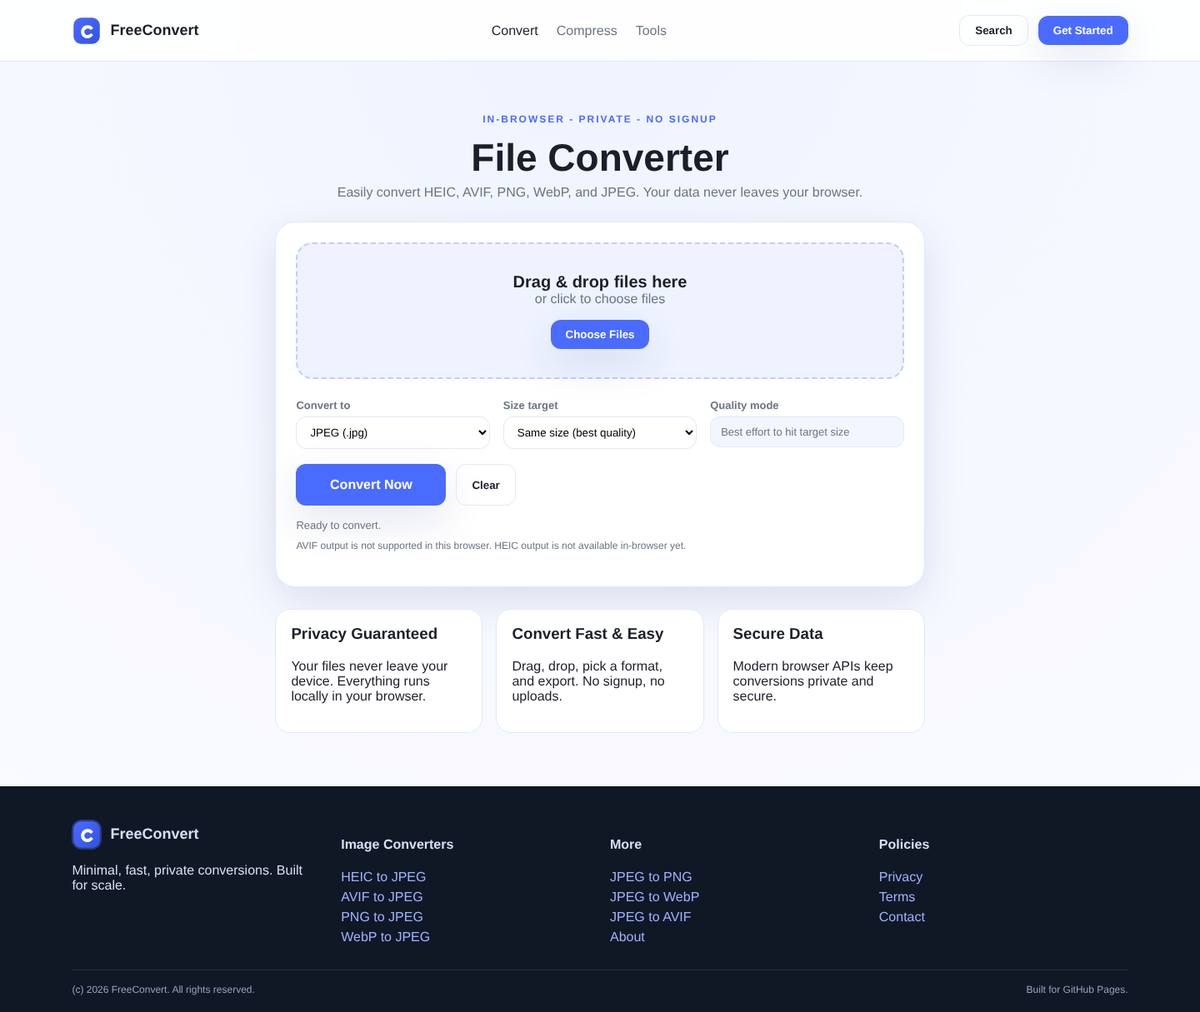 FreeConvert
Convert
Compress
Tools
Search
Get Started
IN-BROWSER - PRIVATE - NO SIGNUP
File Converter
Easily convert HEIC, AVIF, PNG, WebP, and JPEG. Your data never leaves your browser.
Drag & drop files here
or click to choose files
Choose Files
Convert to
Size target
Quality mode
JPEG (.jpg)
Same size (best quality)
Best effort to hit target size
Convert Now
Clear
Ready to convert.
AVIF output is not supported in this browser. HEIC output is not available in-browser yet.
Privacy Guaranteed
Your files never leave your
device. Everything runs
locally in your browser.
Convert Fast & Easy
Drag, drop, pick a format,
and export. No signup, no
uploads.
Secure Data
Modern browser APIs keep
conversions private and
secure.
FreeConvert
Minimal, fast, private conversions. Built
for scale.
Image Converters
HEIC to JPEG
AVIF to JPEG
PNG to JPEG
WebP to JPEG
More
JPEG to PNG
JPEG to WebP
JPEG to AVIF
About
Policies
Privacy
Terms
Contact
(c) 2026 FreeConvert. All rights reserved.
Built for GitHub Pages.